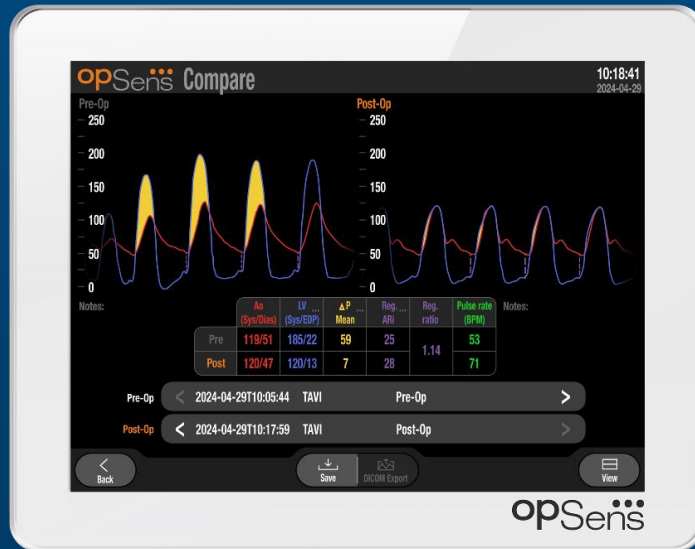 opSens Compare
10:18:41
2024-04-29
Pre-Op
Post-Op
250
200
150
100
50
0
250
200
150
100
50
0
Notes:
Ao (Sys/Dias) LV (Sys/EDP) ... ΔP Mean ... Reg. ARi ... Reg. ratio Pulse rate (BPM)
Pre 119/51 185/22 59 25 1.14 53
Post 120/47 120/13 7 28 71
Notes:
Pre-Op < 2024-04-29T10:05:44 TAVI Pre-Op >
Post-Op < 2024-04-29T10:17:59 TAVI Post-Op >
Back
Save
DICOM Export
View
opSens